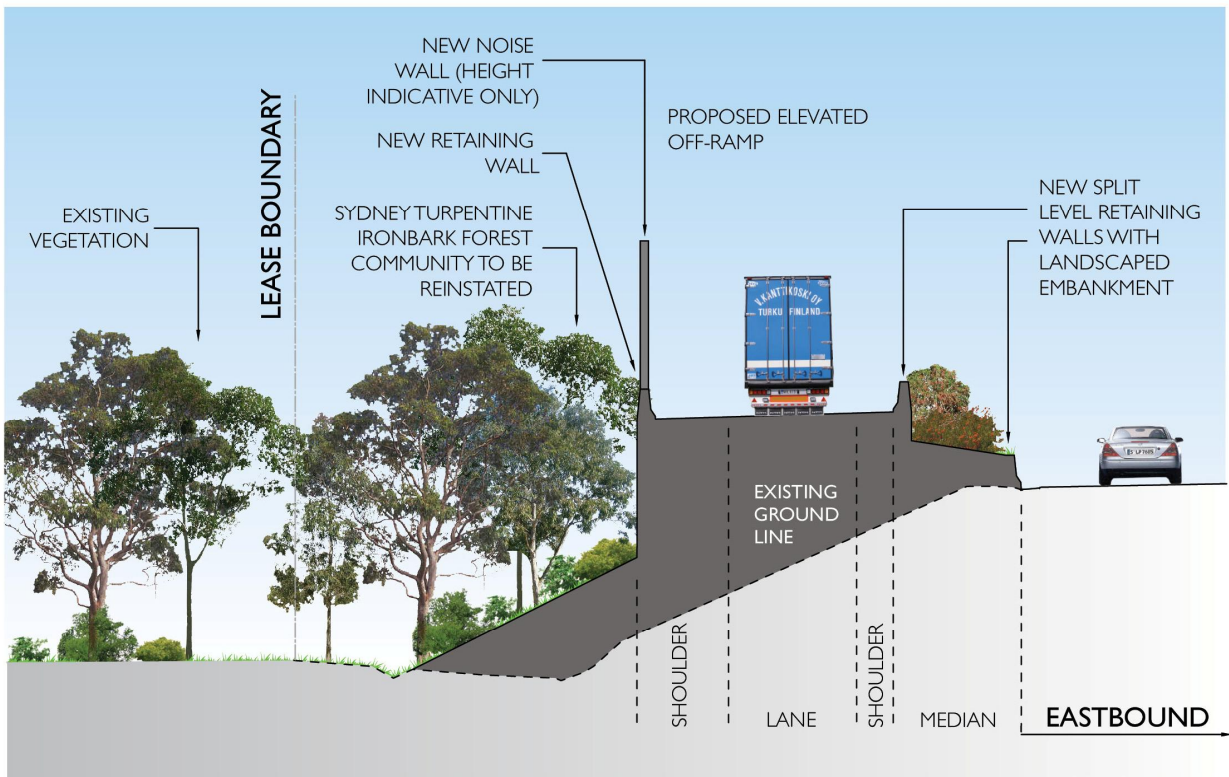 NEW NOISE
WALL (HEIGHT
INDICATIVE ONLY)
PROPOSED ELEVATED
OFF-RAMP
NEW RETAINING
WALL
LEASE BOUNDARY
EXISTING
VEGETATION
SYDNEY TURPENTINE
IRONBARK FOREST
COMMUNITY TO BE
REINSTATED
NEW SPLIT
LEVEL RETAINING
WALLS WITH
LANDSCAPED
EMBANKMENT
V.KANTTIKOSKI OY
TURKU FINLAND
EXISTING
GROUND
LINE
SHOULDER
LANE
SHOULDER
MEDIAN
EASTBOUND